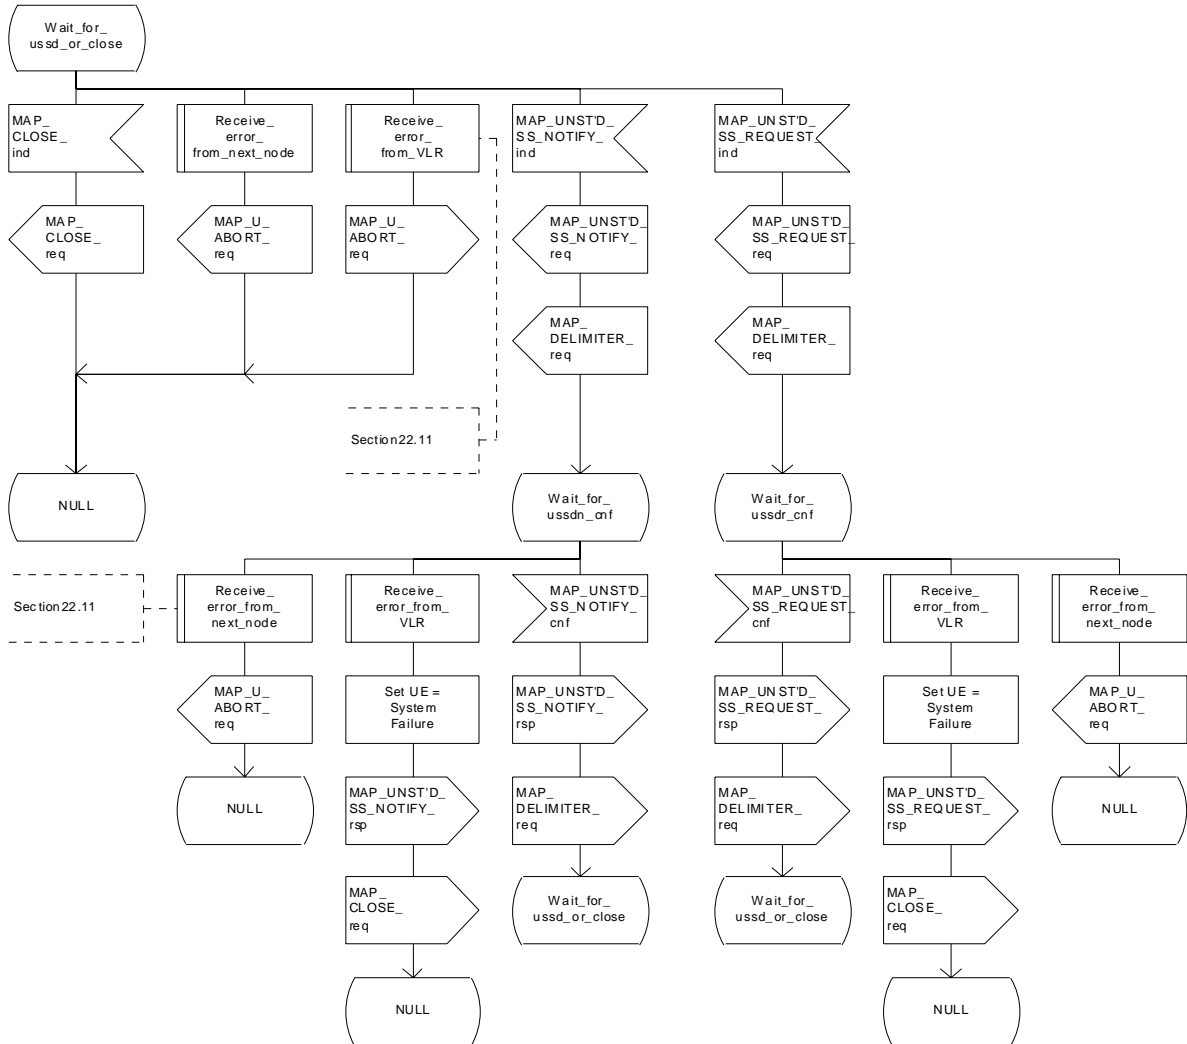 Wait_for_
ussd_or_close
MAP_
CLOSE_
ind
Receive_
error_
from_next_node
Receive_
error_
from_VLR
MAP_UNST'D_
SS_NOTIFY_
ind
MAP_UNST'D_
SS_REQUEST_
ind
MAP_
CLOSE_
req
MAP_U_
ABORT_
req
MAP_U_
ABORT_
req
MAP_UNST'D_
SS_NOTIFY_
req
MAP_UNST'D_
SS_REQUEST_
req
MAP_
DELIMITER_
req
MAP_
DELIMITER_
req
Section 22.11
NULL
Wait_for_
ussdn_cnf
Wait_for_
ussdr_cnf
Section 22.11
Receive_
error_from_
next_node
Receive_
error_from_
VLR
MAP_UNST'D_
SS_NOTIFY_
cnf
MAP_UNST'D_
SS_REQUEST_
cnf
Receive_
error_from_
VLR
Receive_
error_from_
next_node
MAP_U_
ABORT_
req
Set UE =
System
Failure
MAP_UNST'D_
SS_NOTIFY_
rsp
MAP_UNST'D_
SS_REQUEST_
rsp
Set UE =
System
Failure
MAP_U_
ABORT_
req
NULL
MAP_UNST'D_
SS_NOTIFY_
rsp
MAP_
DELIMITER_
req
MAP_
DELIMITER_
req
MAP_UNST'D_
SS_REQUEST_
rsp
NULL
MAP_
CLOSE_
req
Wait_for_
ussd_or_close
Wait_for_
ussd_or_close
MAP_
CLOSE_
req
NULL
NULL